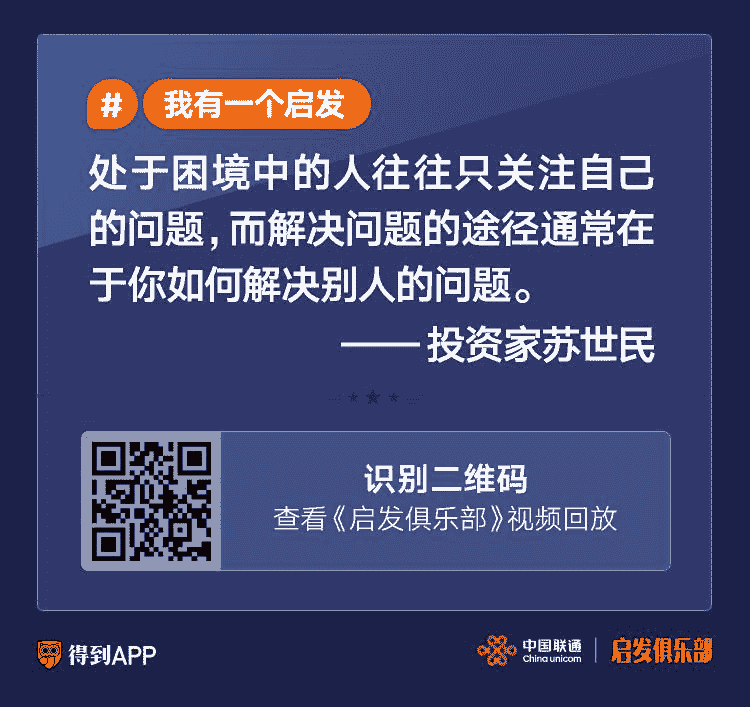 # 我有一个启发
处于困境中的人往往只关注自己
的问题，而解决问题的途径通常在
于你如何解决别人的问题。
——投资家苏世民
识别二维码
查看《启发俱乐部》视频回放
得到APP
中国联通
China unicom
启发俱乐部